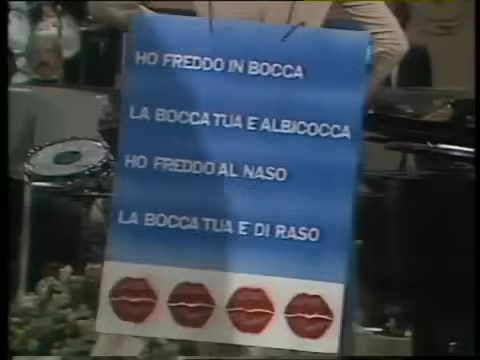 HO FREDDO IN BOCCA
LA BOCCA TUA E ALBICOCCA
HO FREDDO AL NASO
LA BOCCA TUA E' DI RASO